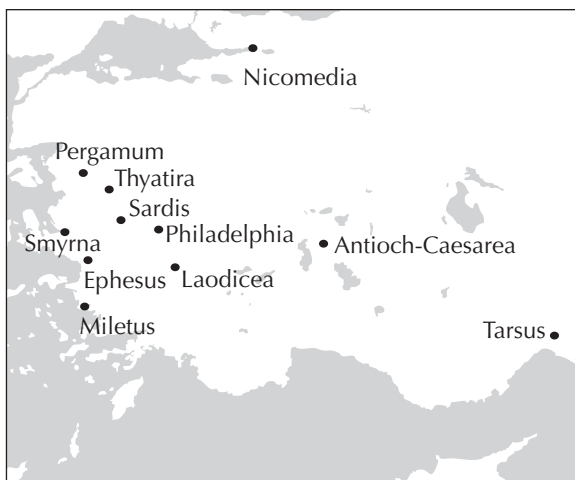 Nicomedia
Pergamum
Thyatira
Sardis
Philadelphia
Smyrna
Antioch-Caesarea
Ephesus
Laodicea
Miletus
Tarsus